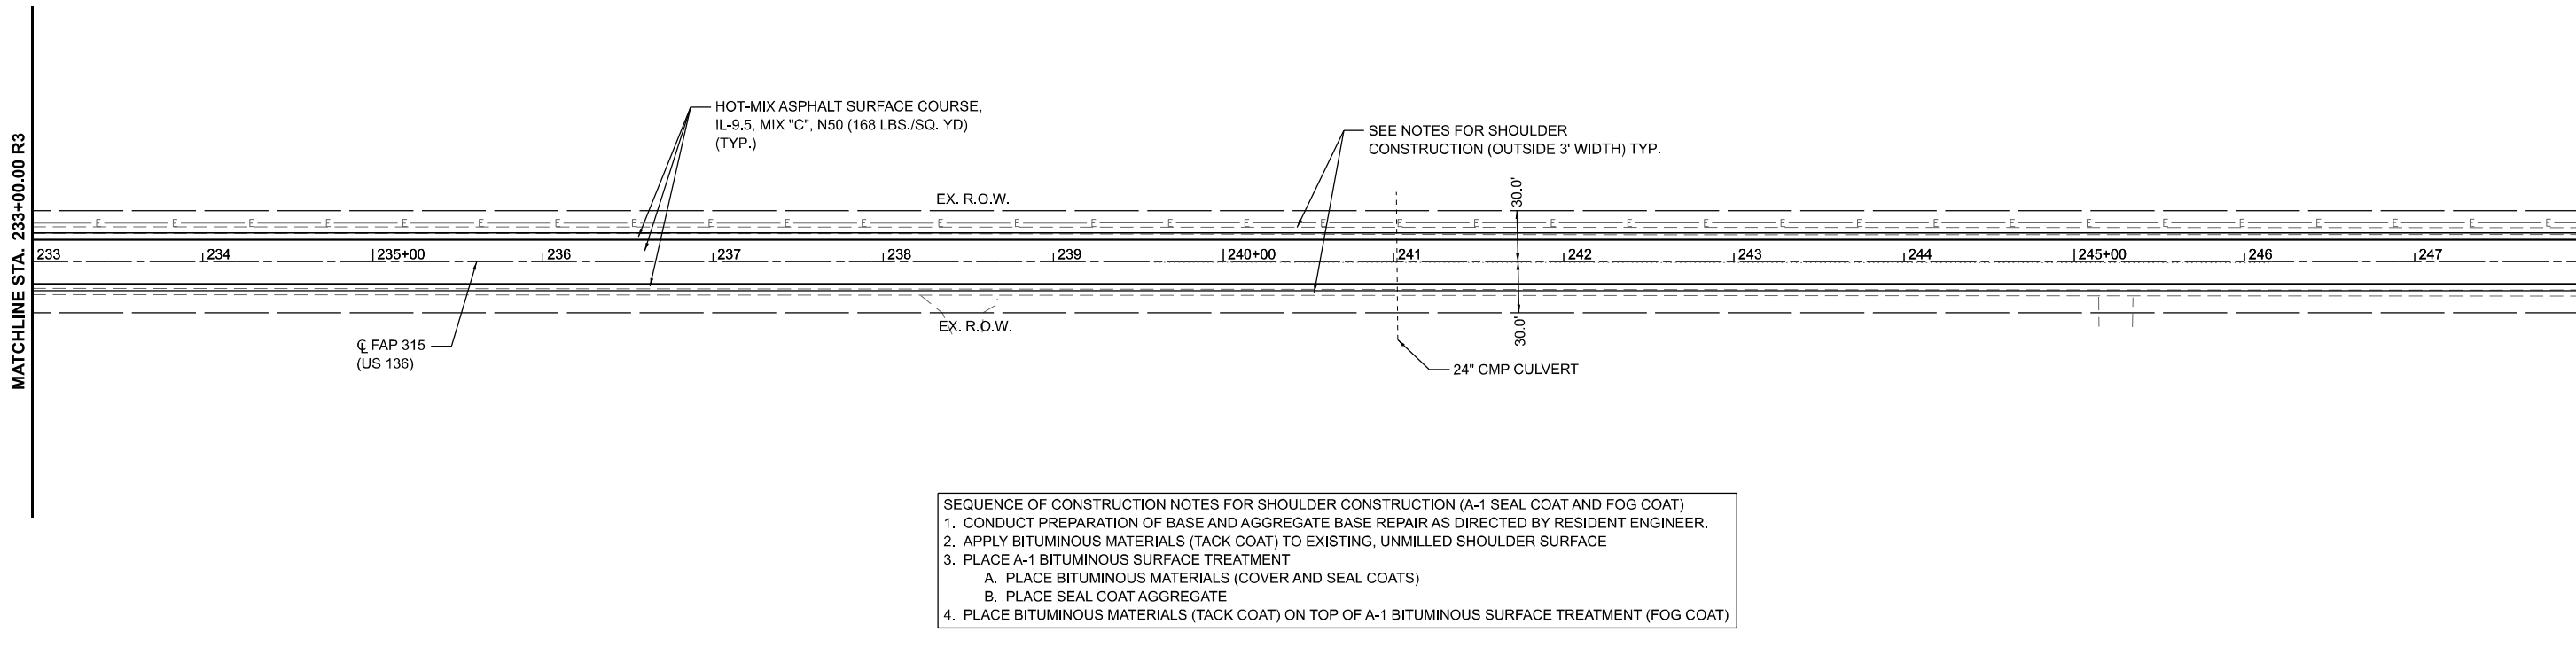 MATCHLINE STA. 233+00.00 R3
HOT-MIX ASPHALT SURFACE COURSE,
IL-9.5, MIX "C", N50 (168 LBS./SQ. YD)
(TYP.)
SEE NOTES FOR SHOULDER
CONSTRUCTION (OUTSIDE 3' WIDTH) TYP.
EX. R.O.W.
30.0'
E E E E E E E E E E E E E E E E E E E E E E E E E E E E E E E E E
233 234 235+00 236 237 238 239 240+00 241 242 243 244 245+00 246 247
EX. R.O.W.
30.0'
℄ FAP 315
(US 136)
24" CMP CULVERT
SEQUENCE OF CONSTRUCTION NOTES FOR SHOULDER CONSTRUCTION (A-1 SEAL COAT AND FOG COAT)
1. CONDUCT PREPARATION OF BASE AND AGGREGATE BASE REPAIR AS DIRECTED BY RESIDENT ENGINEER.
2. APPLY BITUMINOUS MATERIALS (TACK COAT) TO EXISTING, UNMILLED SHOULDER SURFACE
3. PLACE A-1 BITUMINOUS SURFACE TREATMENT
A. PLACE BITUMINOUS MATERIALS (COVER AND SEAL COATS)
B. PLACE SEAL COAT AGGREGATE
4. PLACE BITUMINOUS MATERIALS (TACK COAT) ON TOP OF A-1 BITUMINOUS SURFACE TREATMENT (FOG COAT)